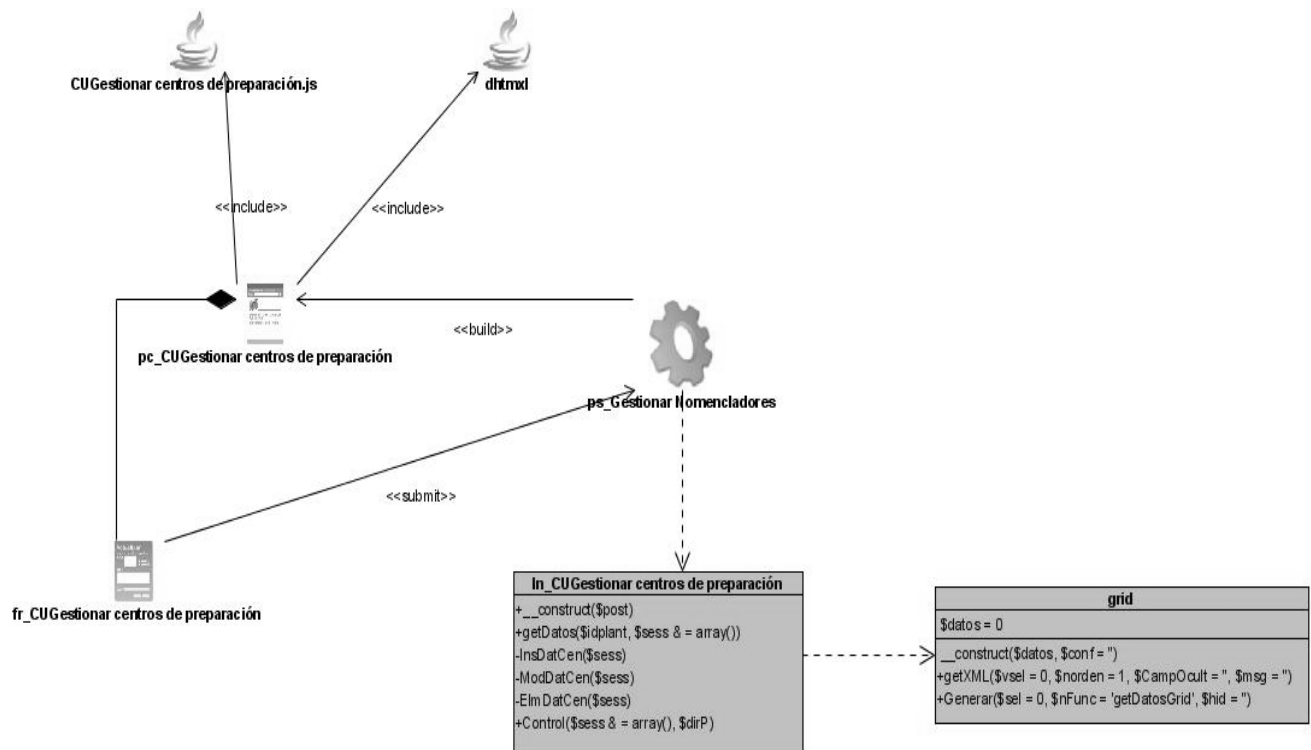 CUGestionar centros de preparación.js
dhtmxl
<<include>>
<<include>>
pc_CUGestionar centros de preparación
<<build>>
ps_Gestionar Nomencladores
<<submit>>
fr_CUGestionar centros de preparación
ln_CUGestionar centros de preparación
+__construct($post)
+getDatos($idplant, $sess & = array())
-InsDatCen($sess)
-ModDatCen($sess)
-ElmDatCen($sess)
+Control($sess & = array(), $dirP)
grid
$datos = 0
__construct($datos, $conf = '')
+getXML($vsel = 0, $norden = 1, $CampOcult = '', $msg = '')
+Generar($sel = 0, $nFunc = 'getDatosGrid', $hid = '')